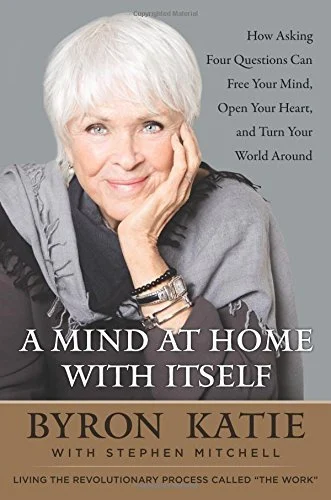 How Asking
Four Questions Can
Free Your Mind,
Open Your Heart,
and Turn Your
World Around
A MIND AT HOME
WITH ITSELF
BYRON KATIE
WITH STEPHEN MITCHELL
LIVING THE REVOLUTIONARY PROCESS CALLED “THE WORK”